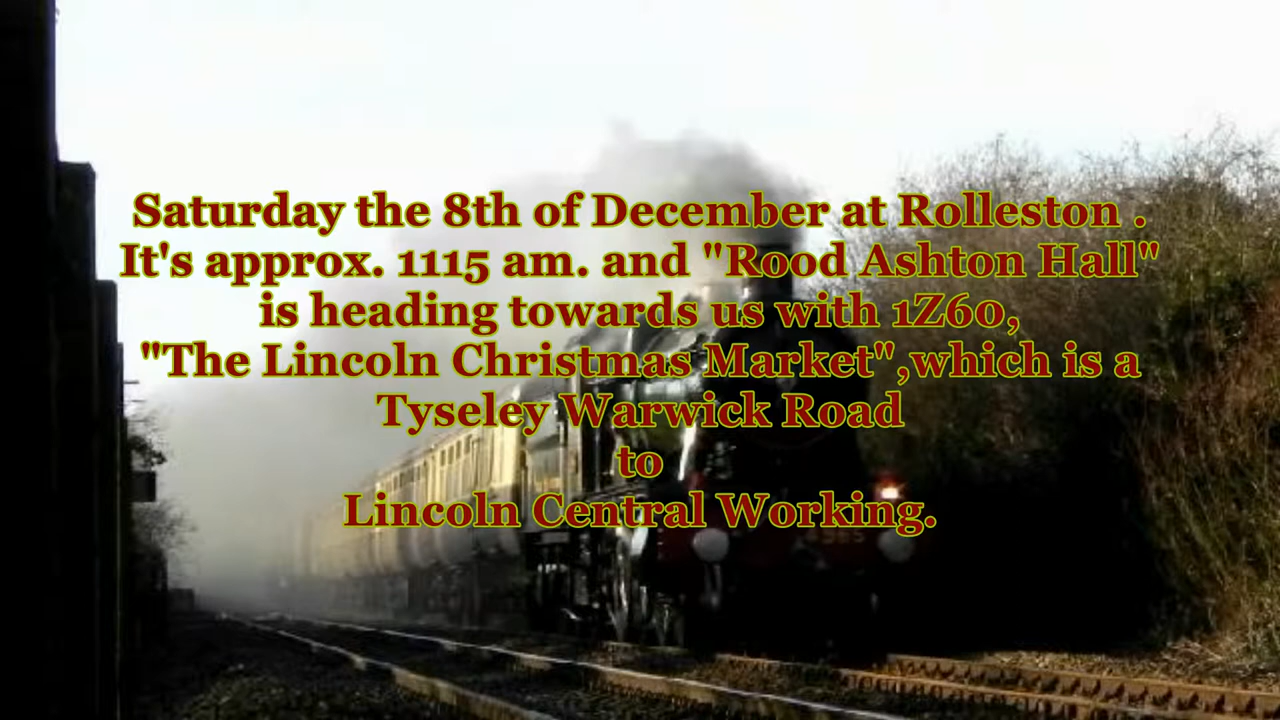 Saturday the 8th of December at Rolleston .
It's approx. 1115 am. and "Rood Ashton Hall"
is heading towards us with 1Z60,
"The Lincoln Christmas Market",which is a
Tyseley Warwick Road
to
Lincoln Central Working.
4965